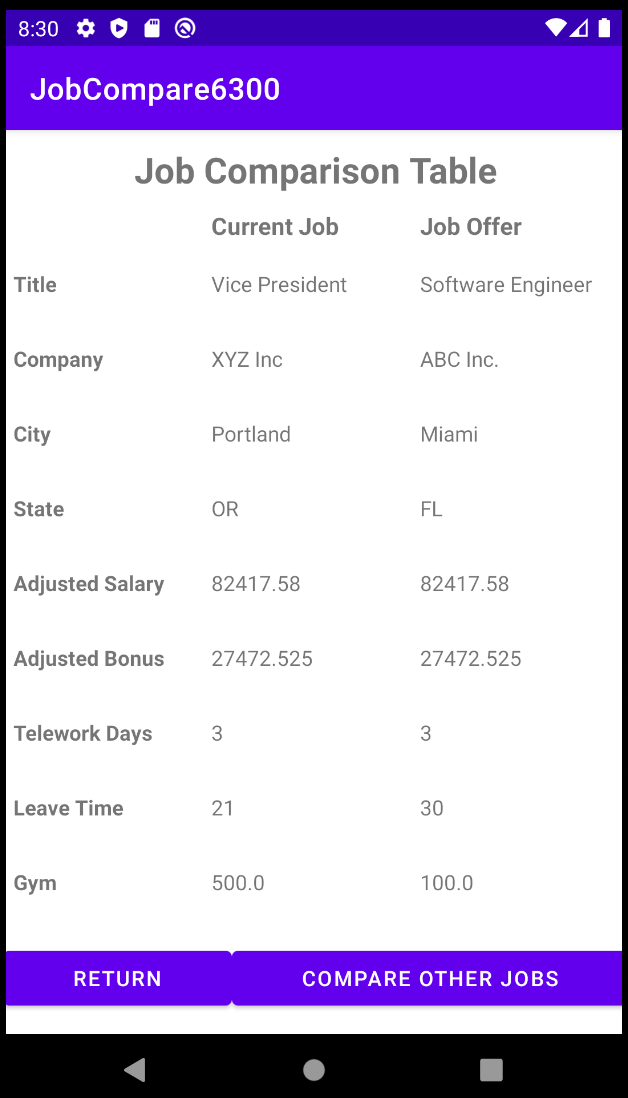 8:30
JobCompare6300
Job Comparison Table
Current Job Job Offer
Title Vice President Software Engineer
Company XYZ Inc ABC Inc.
City Portland Miami
State OR FL
Adjusted Salary 82417.58 82417.58
Adjusted Bonus 27472.525 27472.525
Telework Days 3 3
Leave Time 21 30
Gym 500.0 100.0
RETURN COMPARE OTHER JOBS